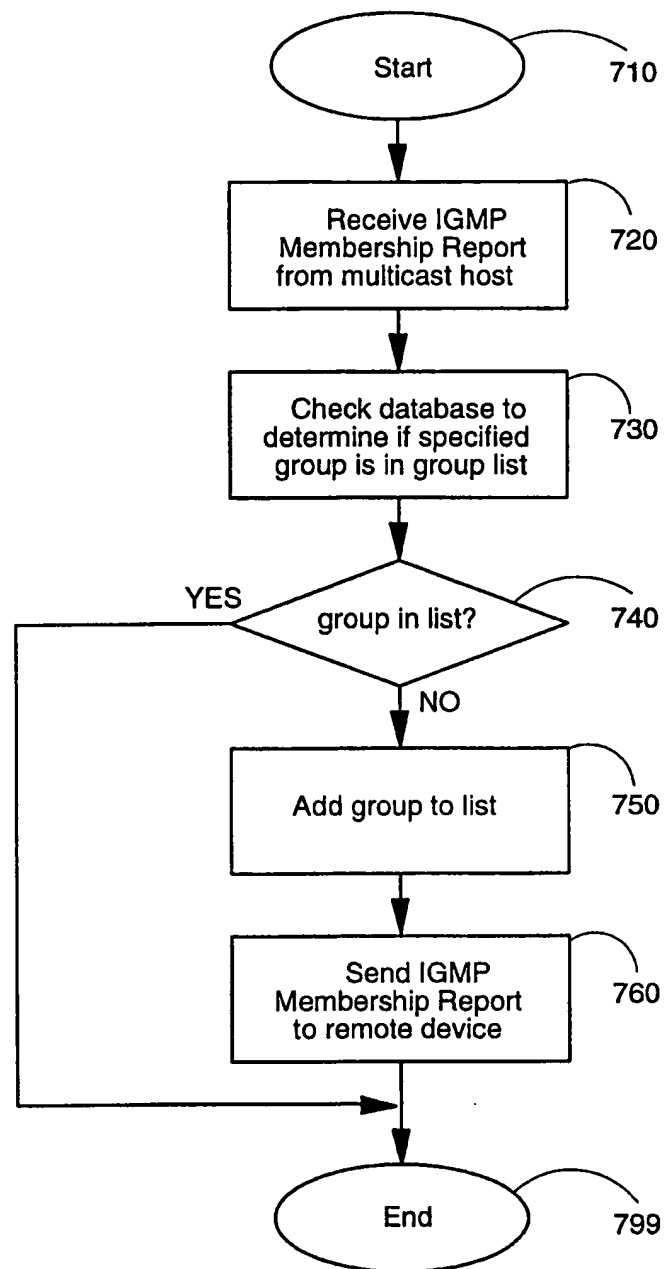 Start
710
Receive IGMP
Membership Report
from multicast host
720
Check database to
determine if specified
group is in group list
730
YES
group in list?
740
NO
Add group to list
750
Send IGMP
Membership Report
to remote device
760
End
799